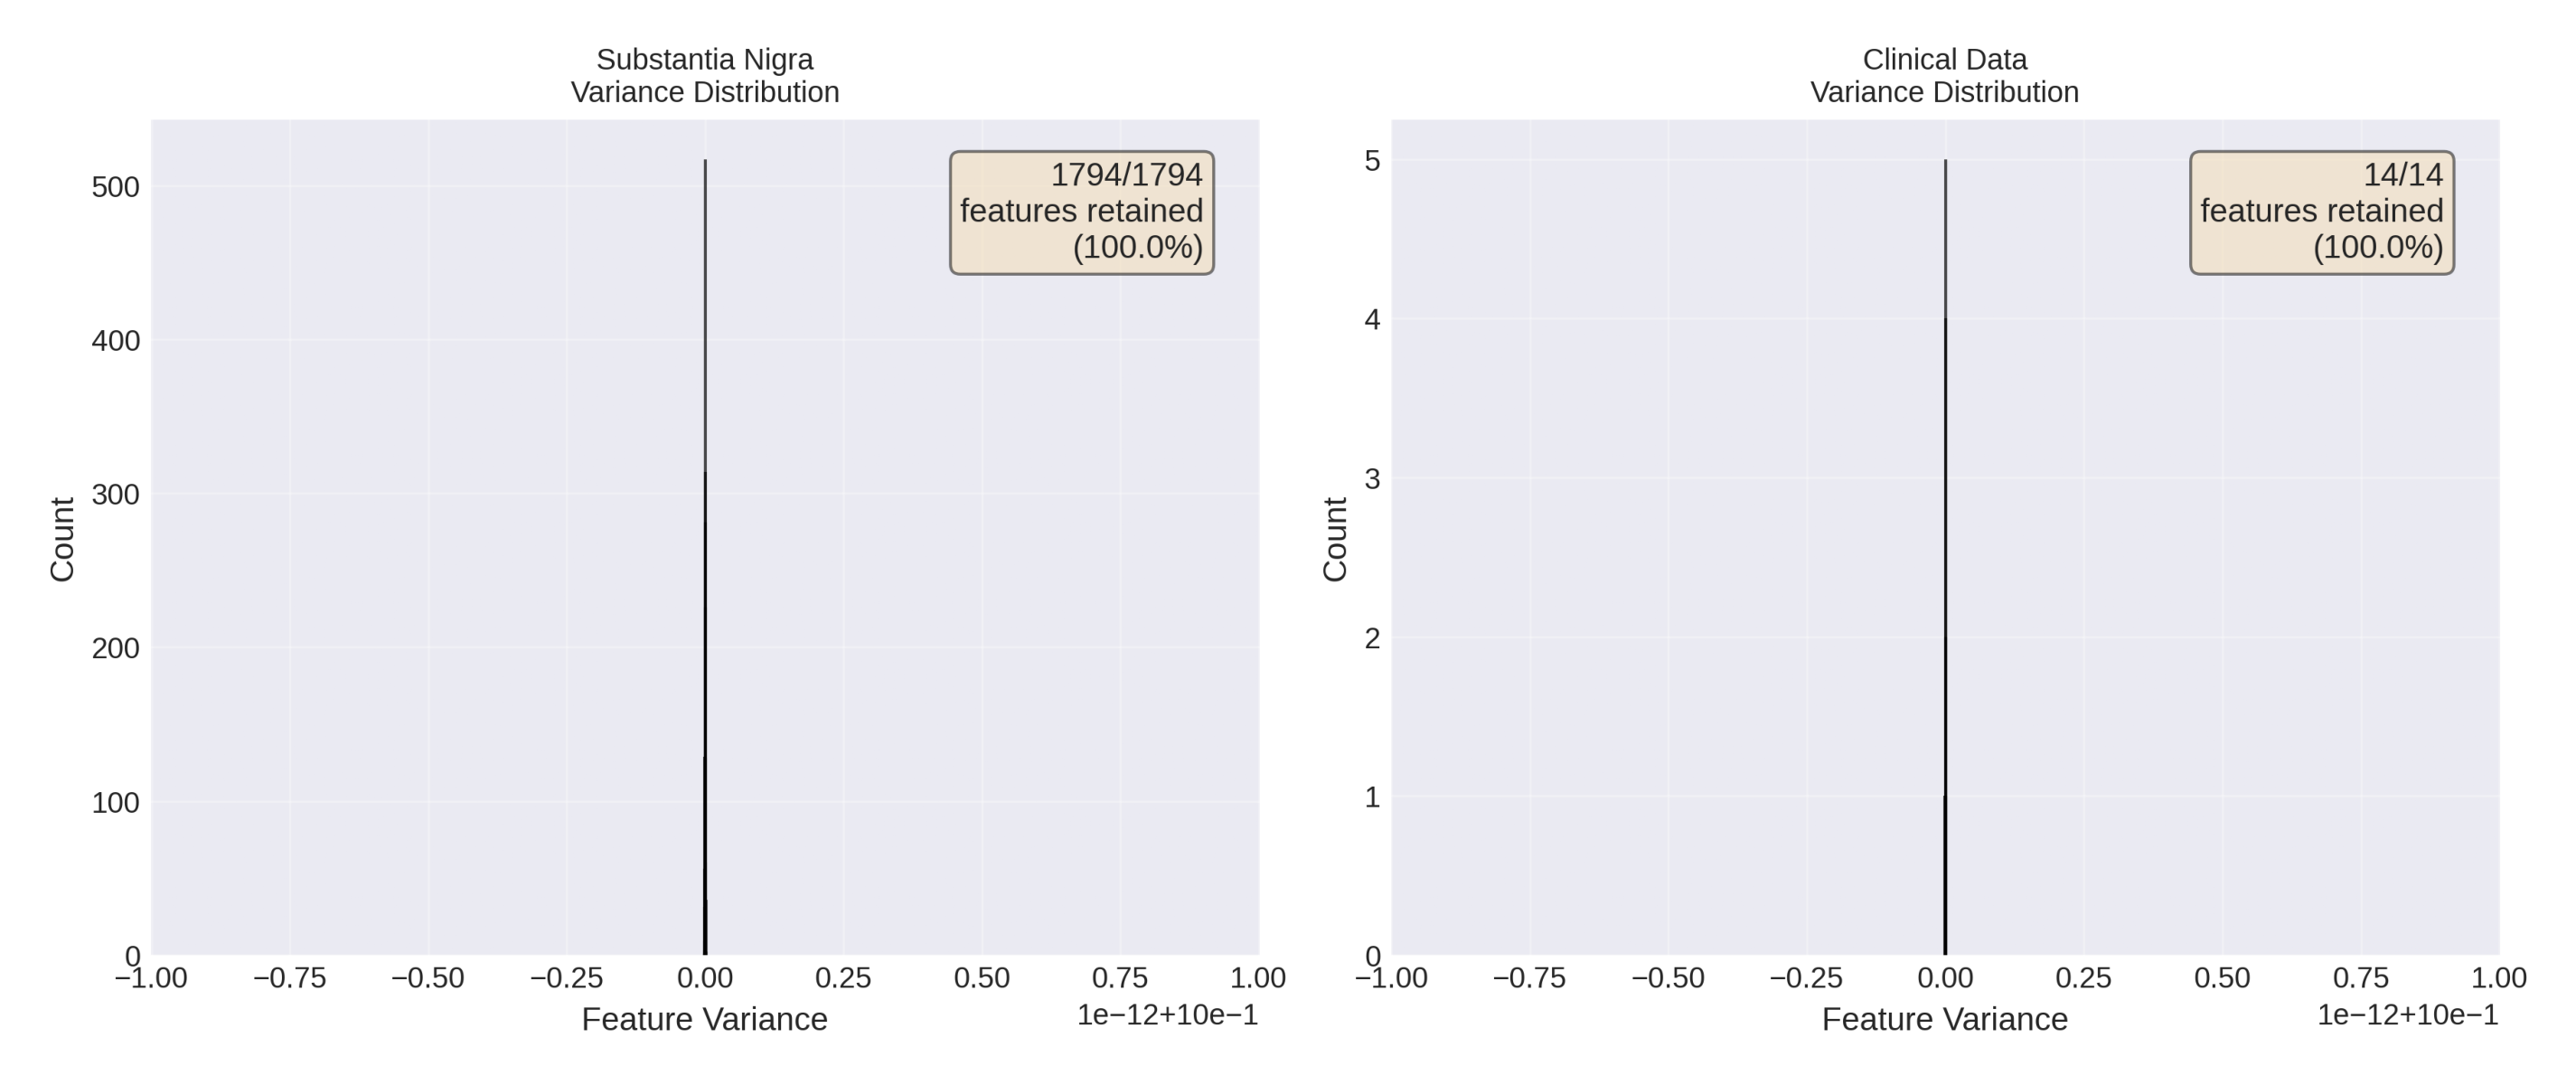 Substantia Nigra
Variance Distribution
500
400
300
200
100
0
Count
1794/1794
features retained
(100.0%)
−1.00
−0.75
−0.50
−0.25
0.00
0.25
0.50
0.75
1.00
1e−12+10e−1
Feature Variance
Clinical Data
Variance Distribution
5
4
3
2
1
0
Count
14/14
features retained
(100.0%)
−1.00
−0.75
−0.50
−0.25
0.00
0.25
0.50
0.75
1.00
1e−12+10e−1
Feature Variance